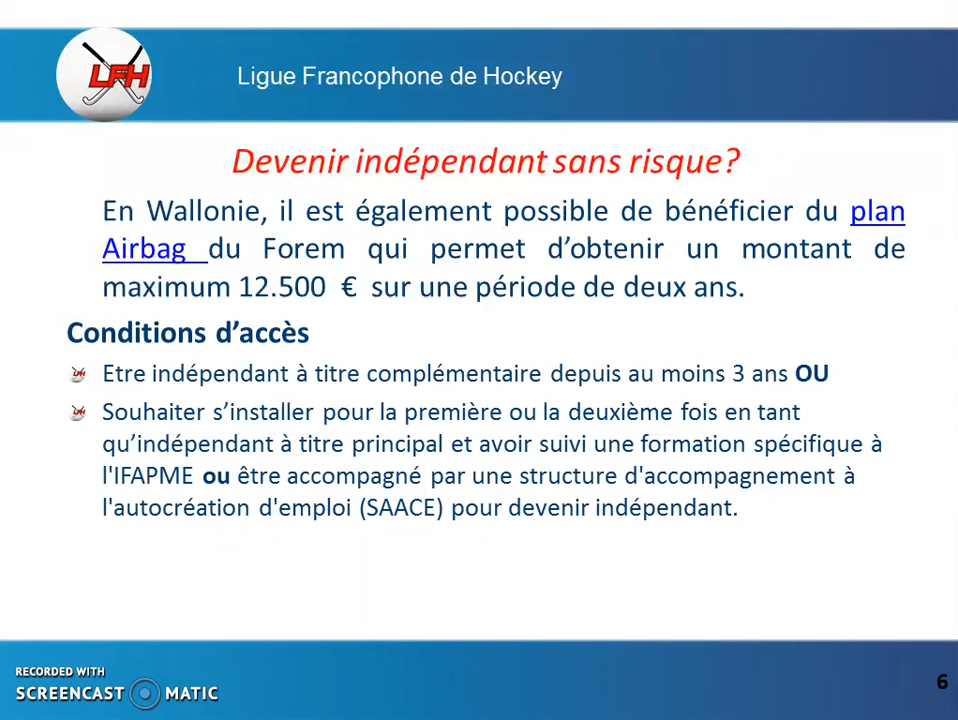 LFH
Ligue Francophone de Hockey
Devenir indépendant sans risque?
En Wallonie, il est également possible de bénéficier du plan
Airbag du Forem qui permet d’obtenir un montant de
maximum 12.500 € sur une période de deux ans.
Conditions d’accès
Etre indépendant à titre complémentaire depuis au moins 3 ans OU
Souhaiter s’installer pour la première ou la deuxième fois en tant
qu’indépendant à titre principal et avoir suivi une formation spécifique à
l'IFAPME ou être accompagné par une structure d'accompagnement à
l'autocréation d'emploi (SAACE) pour devenir indépendant.
RECORDED WITH
SCREENCAST MATIC
6